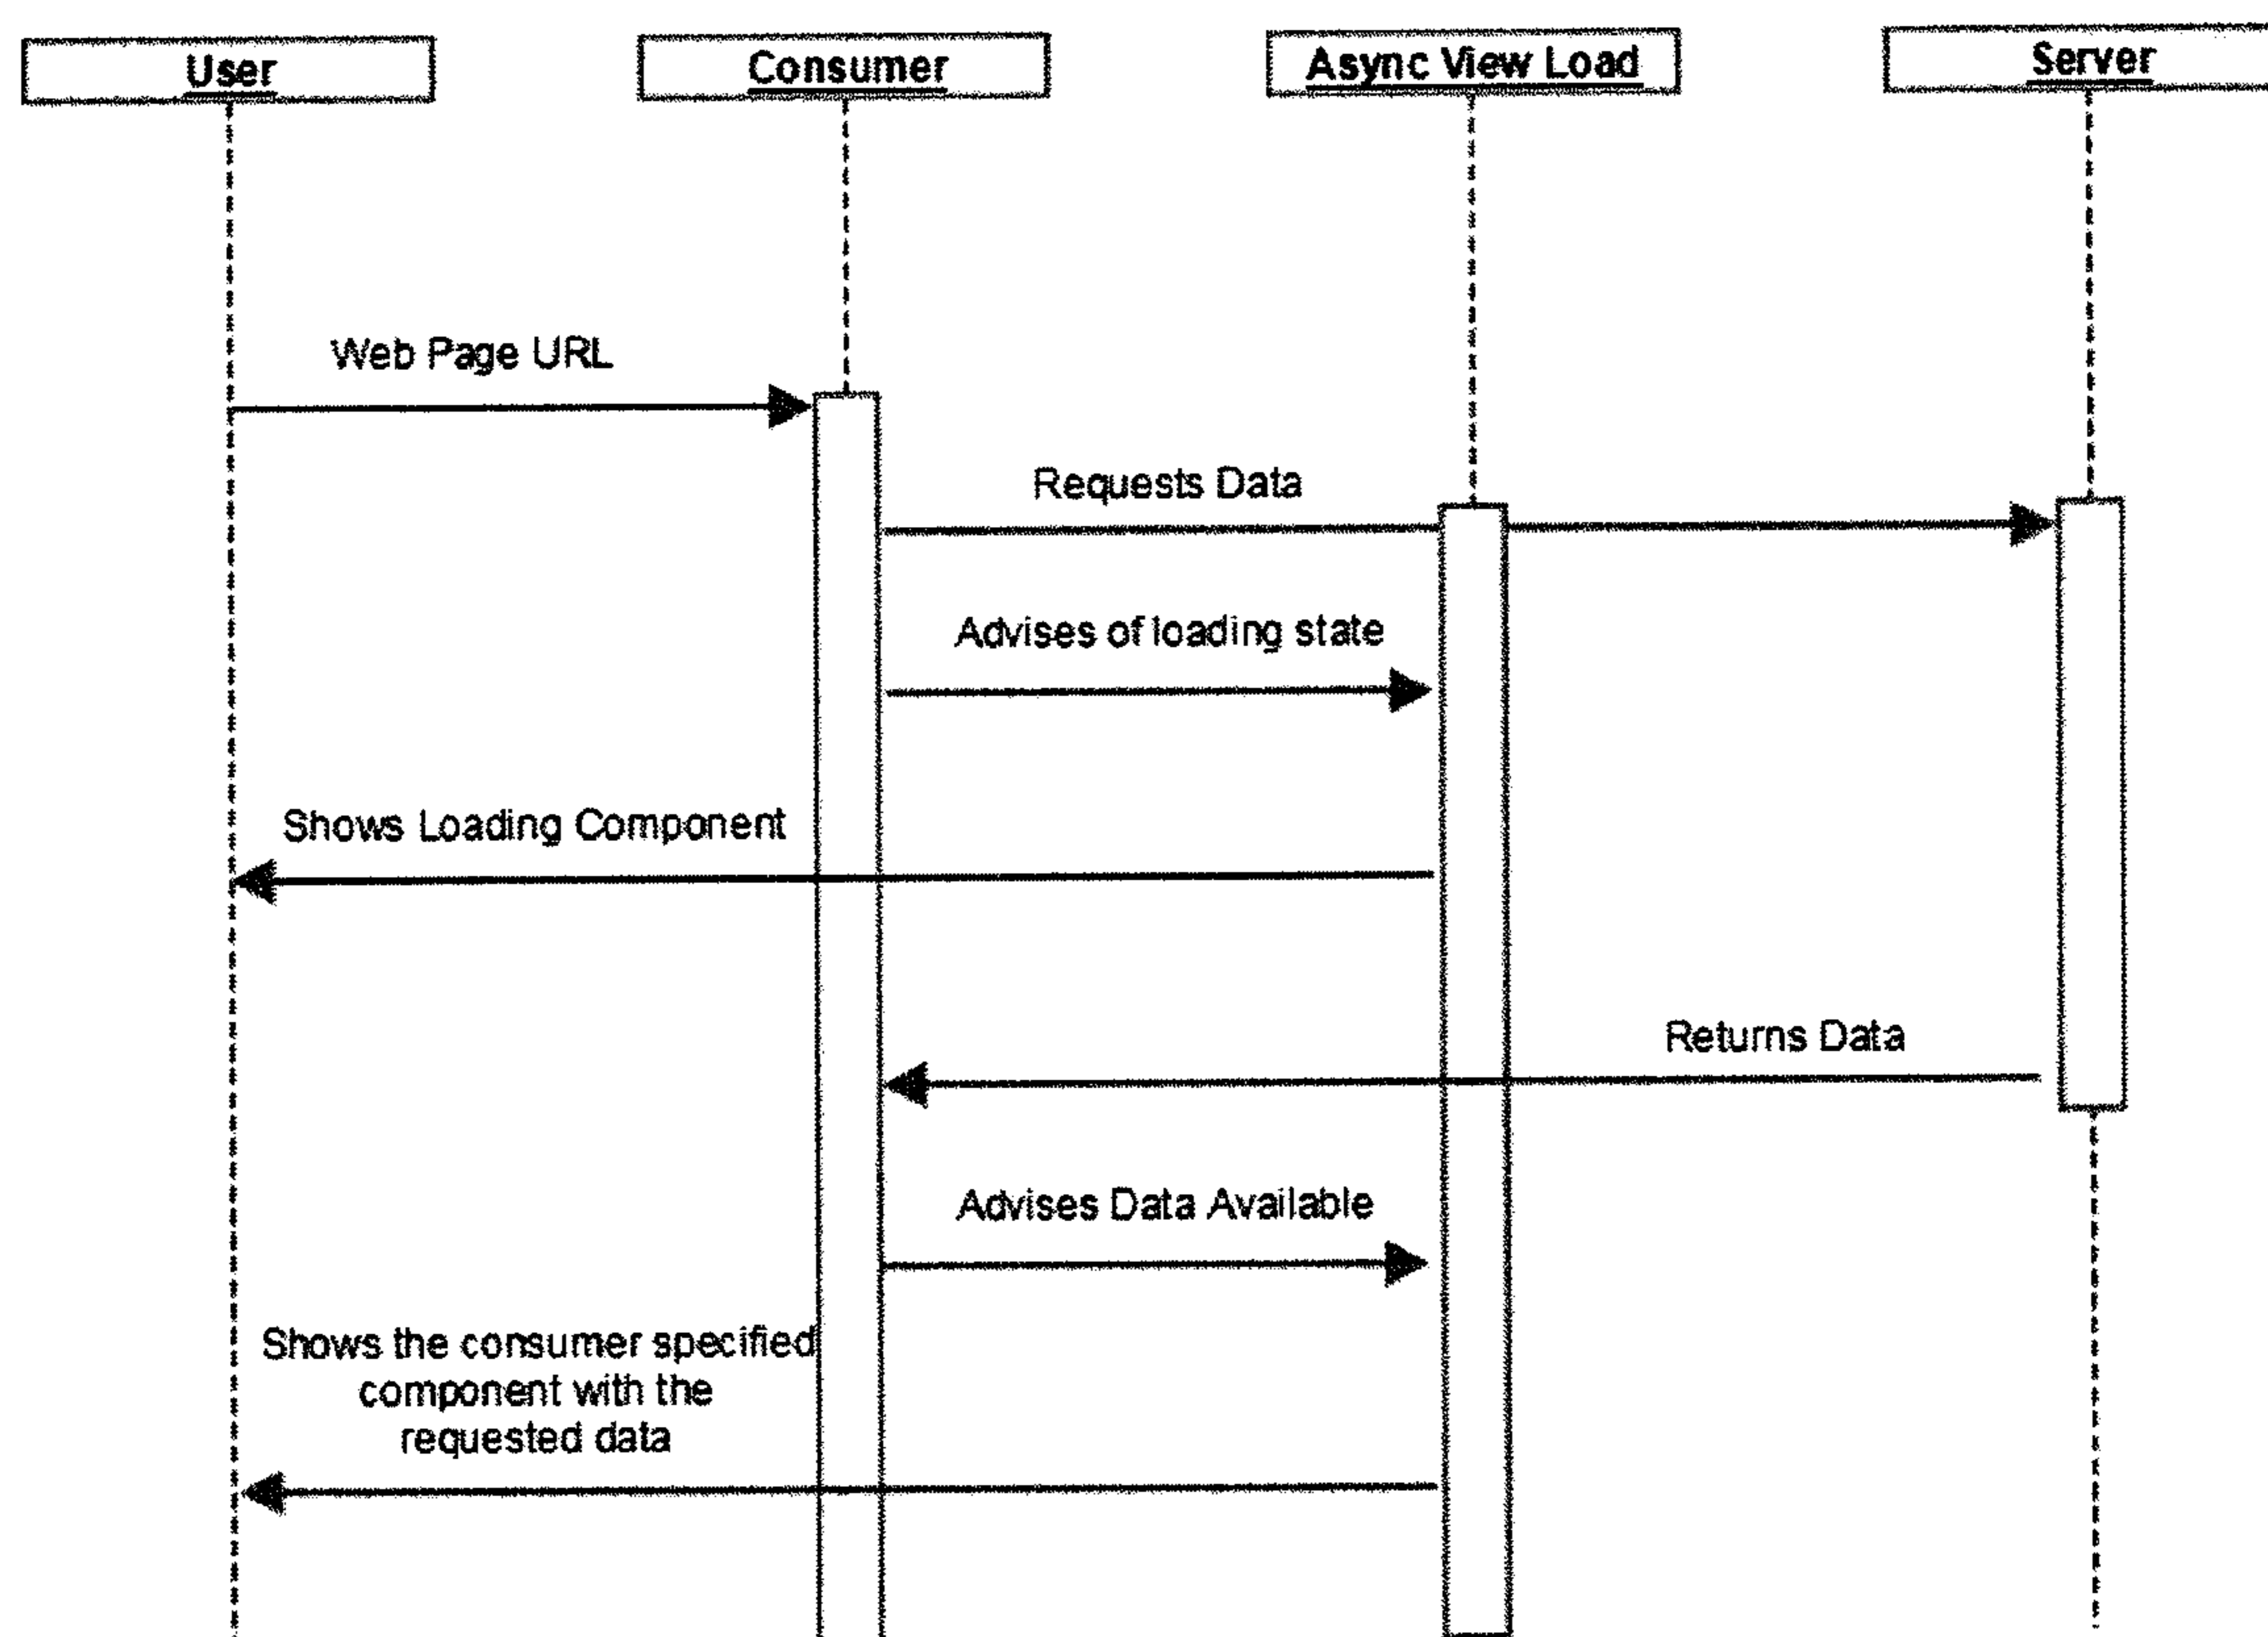 User
Consumer
Async View Load
Server
Web Page URL
Requests Data
Advises of loading state
Shows Loading Component
Returns Data
Advises Data Available
Shows the consumer specified
component with the
requested data